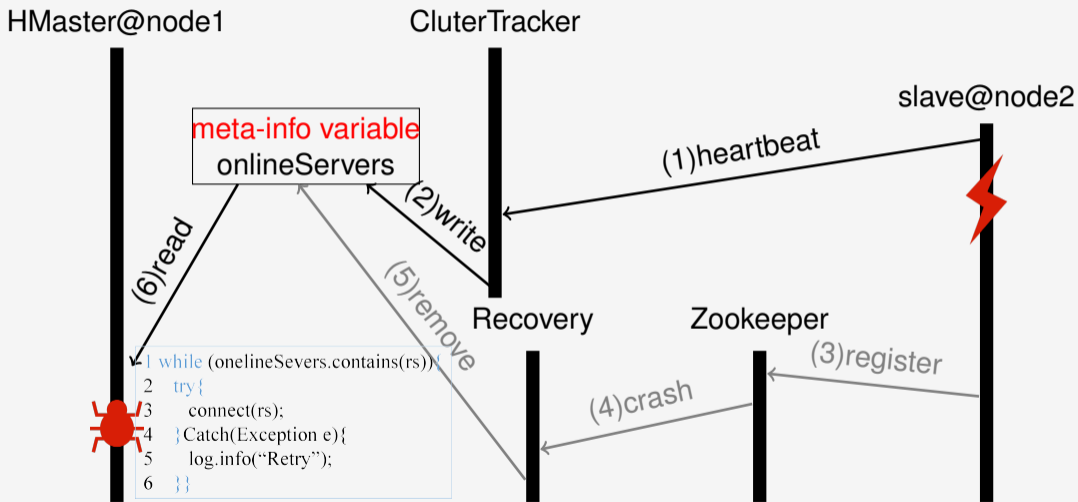 HMaster@node1
CluterTracker
slave@node2
meta-info variable
onlineServers
(1)heartbeat
(2)write
(6)read
(5)remove
Recovery
Zookeeper
(3)register
(4)crash
1 while (onelineSevers.contains(rs)){
2 try{
3 connect(rs);
4 }Catch(Exception e){
5 log.info(“Retry”);
6 }}